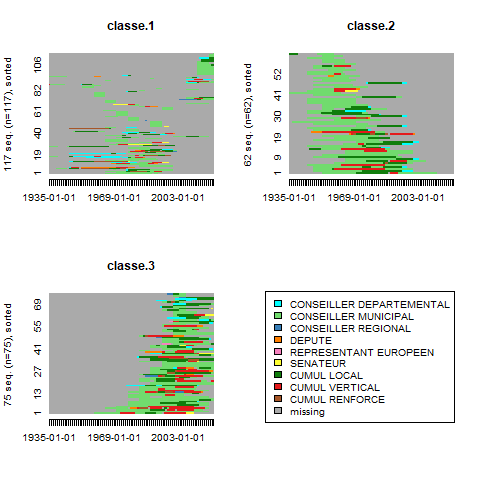 classe.1
117 seq. (n=117), sorted
106
82
61
40
19
1
1935-01-01
1969-01-01
2003-01-01
classe.2
62 seq. (n=62), sorted
52
41
30
19
9
1
1935-01-01
1969-01-01
2003-01-01
classe.3
75 seq. (n=75), sorted
69
55
41
27
13
1
1935-01-01
1969-01-01
2003-01-01
CONSEILLER DEPARTEMENTAL
CONSEILLER MUNICIPAL
CONSEILLER REGIONAL
DEPUTE
REPRESENTANT EUROPEEN
SENATEUR
CUMUL LOCAL
CUMUL VERTICAL
CUMUL RENFORCE
missing